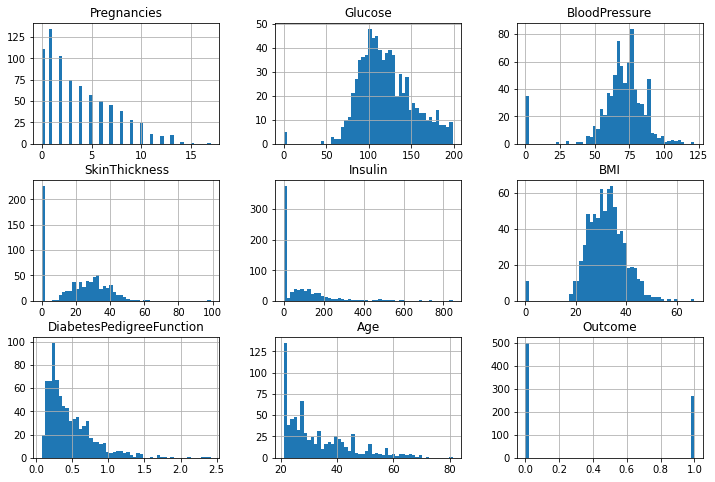 Pregnancies
125
100
75
50
25
0
0 5 10 15
Glucose
50
40
30
20
10
0
0 50 100 150 200
BloodPressure
80
60
40
20
0
0 25 50 75 100 125
SkinThickness
200
150
100
50
0
0 20 40 60 80 100
Insulin
300
200
100
0
0 200 400 600 800
BMI
60
40
20
0
0 20 40 60
DiabetesPedigreeFunction
100
80
60
40
20
0
0.0 0.5 1.0 1.5 2.0 2.5
Age
125
100
75
50
25
0
20 40 60 80
Outcome
500
400
300
200
100
0
0.0 0.2 0.4 0.6 0.8 1.0